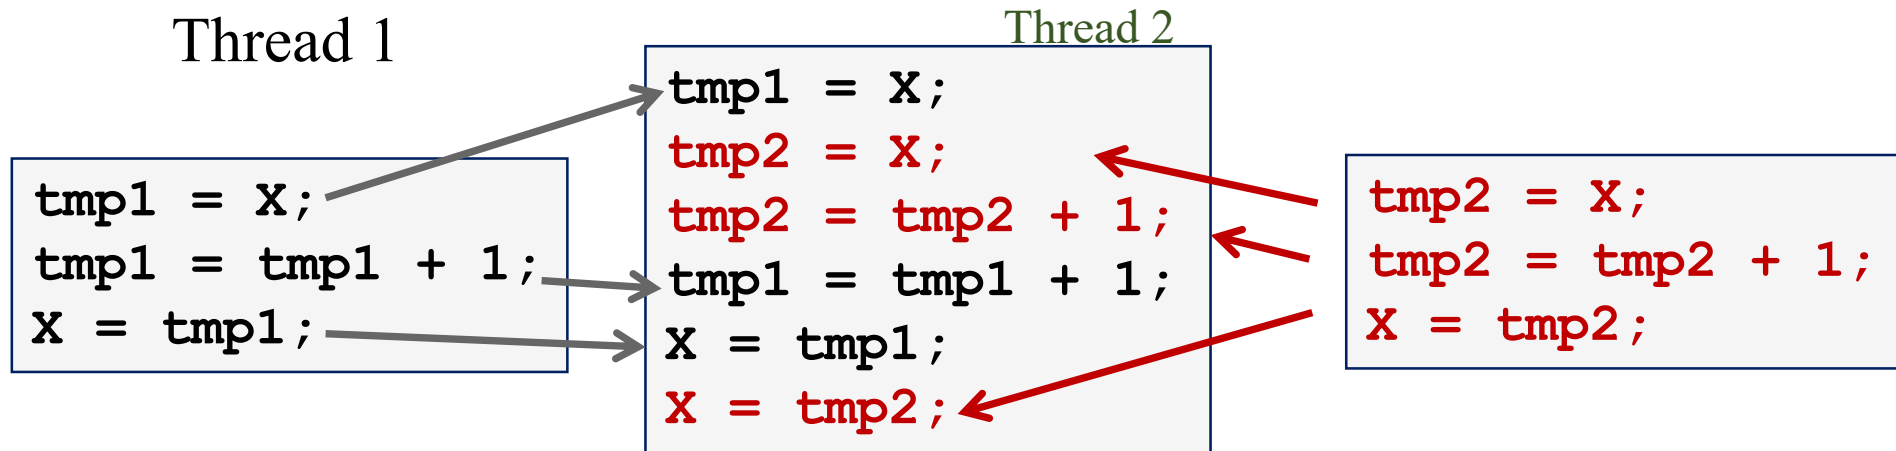 Thread 1
Thread 2
tmp1 = X;
tmp1 = tmp1 + 1;
X = tmp1;
tmp1 = X;
tmp2 = X;
tmp2 = tmp2 + 1;
tmp1 = tmp1 + 1;
X = tmp1;
X = tmp2;
tmp2 = X;
tmp2 = tmp2 + 1;
X = tmp2;